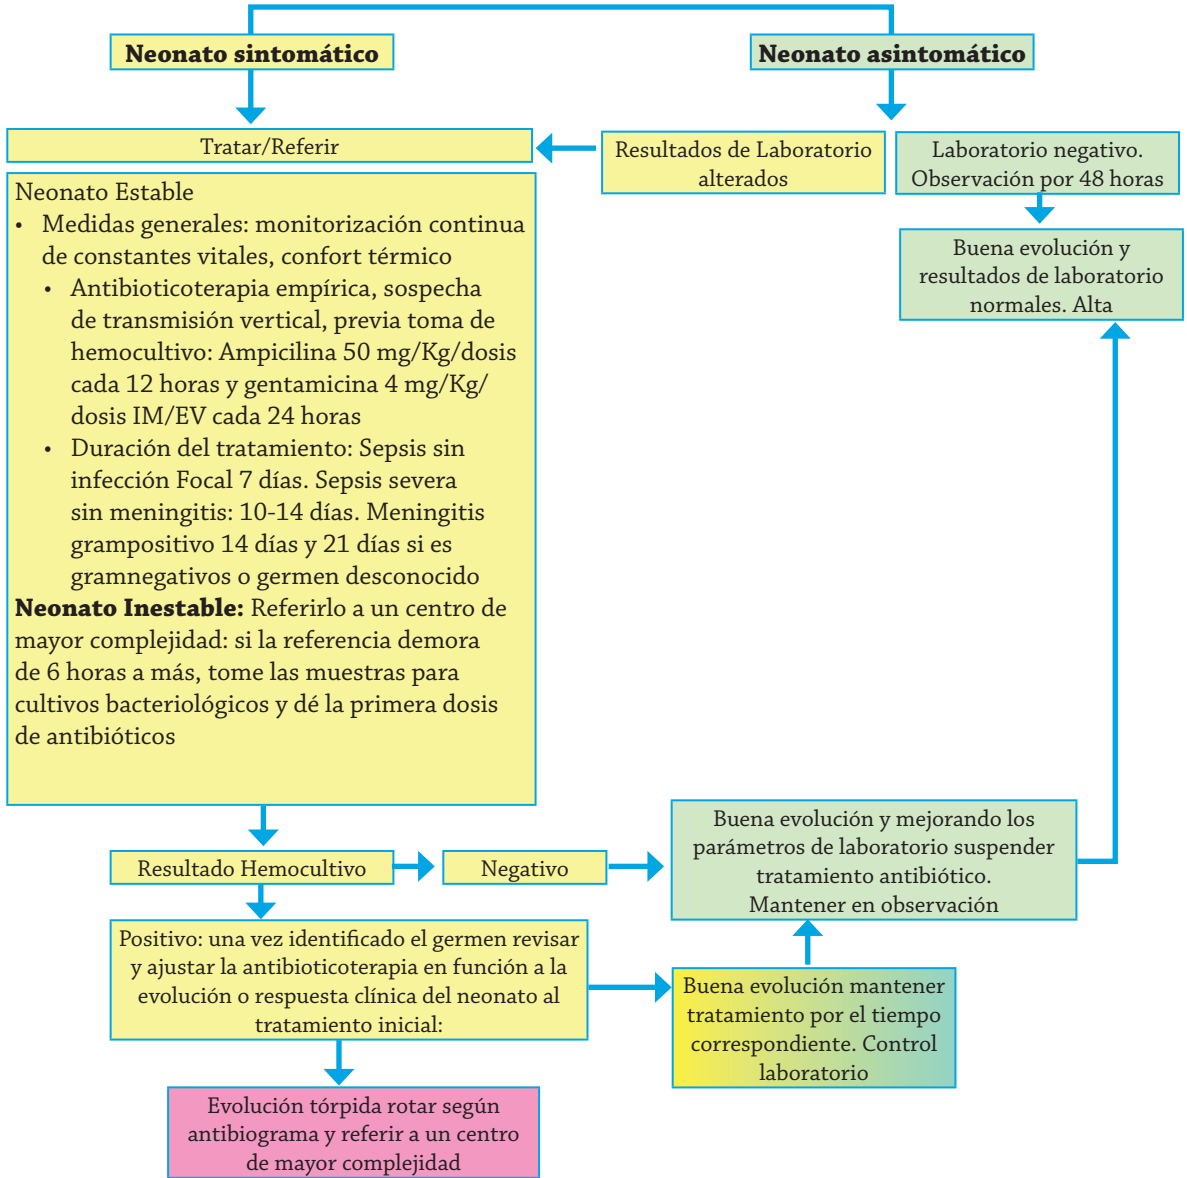 Neonato sintomático
Neonato asintomático
Tratar/Referir
Resultados de Laboratorio
alterados
Laboratorio negativo.
Observación por 48 horas
Buena evolución y
resultados de laboratorio
normales. Alta
Neonato Estable
• Medidas generales: monitorización continua
de constantes vitales, confort térmico
• Antibioticoterapia empírica, sospecha
de transmisión vertical, previa toma de
hemocultivo: Ampicilina 50 mg/Kg/dosis
cada 12 horas y gentamicina 4 mg/Kg/
dosis IM/EV cada 24 horas
• Duración del tratamiento: Sepsis sin
infección Focal 7 días. Sepsis severa
sin meningitis: 10-14 días. Meningitis
grampositivo 14 días y 21 días si es
gramnegativos o germen desconocido
Neonato Inestable: Referirlo a un centro de
mayor complejidad: si la referencia demora
de 6 horas a más, tome las muestras para
cultivos bacteriológicos y dé la primera dosis
de antibióticos
Resultado Hemocultivo
Negativo
Buena evolución y mejorando los
parámetros de laboratorio suspender
tratamiento antibiótico.
Mantener en observación
Positivo: una vez identificado el germen revisar
y ajustar la antibioticoterapia en función a la
evolución o respuesta clínica del neonato al
tratamiento inicial:
Buena evolución mantener
tratamiento por el tiempo
correspondiente. Control
laboratorio
Evolución tórpida rotar según
antibiograma y referir a un centro
de mayor complejidad